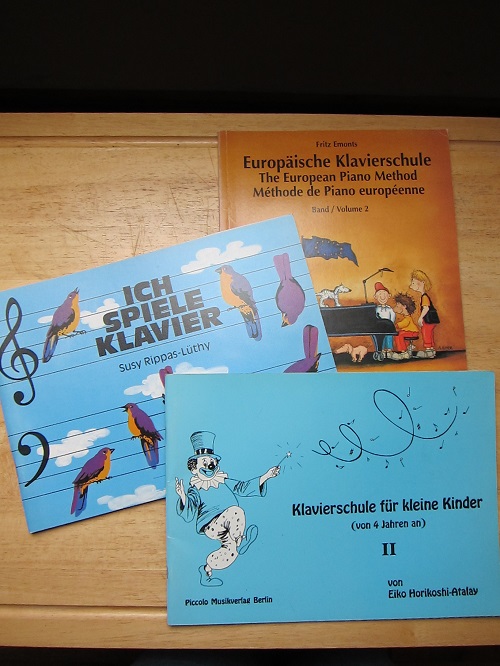 Fritz Emonts
Europäische Klavierschule
The European Piano Method
Méthode de Piano européenne
Band / Volume 2
ICH
SPIELE
KLAVIER
Susy Rippas-Lüthy
Klavierschule für kleine Kinder
(von 4 Jahren an)
II
von
Eiko Horikoshi-Atalay
Piccolo Musikverlag Berlin